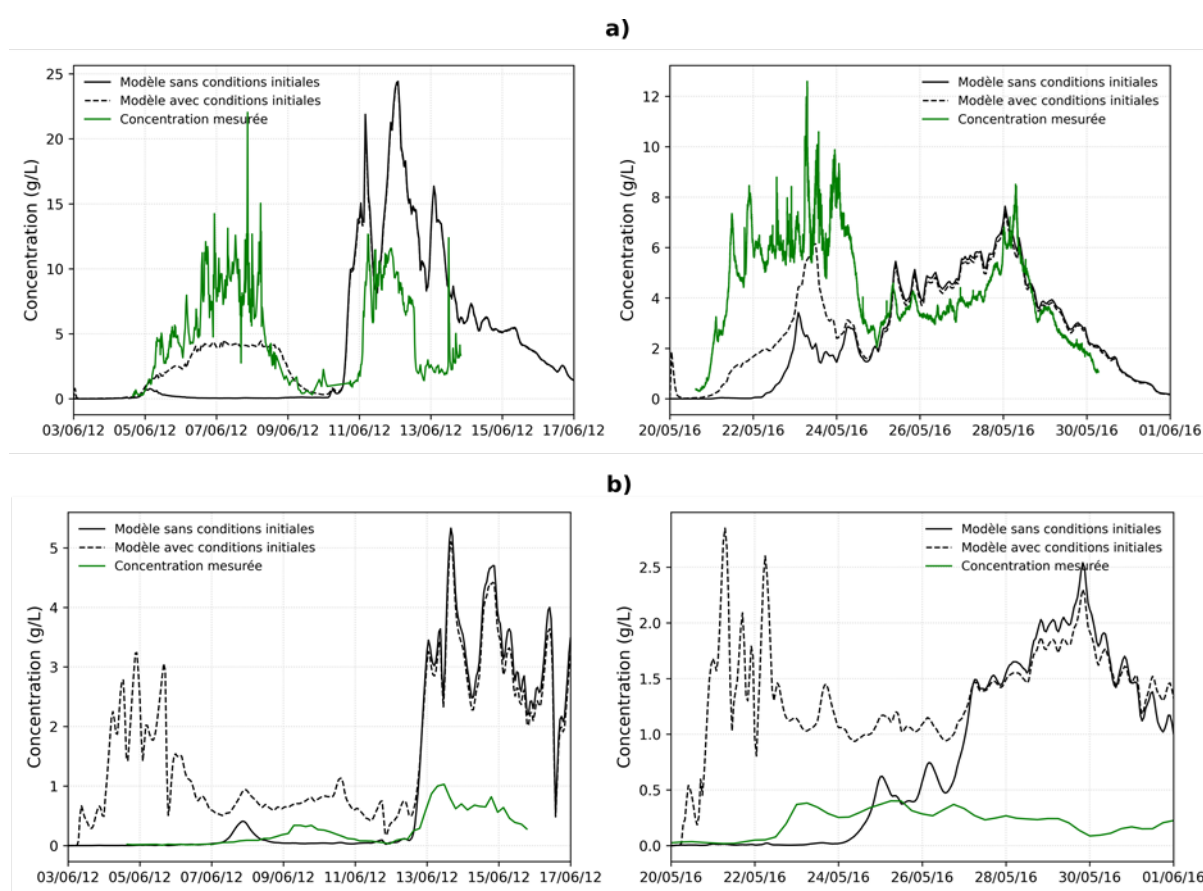 a)
Modèle sans conditions initiales
Modèle avec conditions initiales
Concentration mesurée
Concentration (g/L)
25
20
15
10
5
0
03/06/12 05/06/12 07/06/12 09/06/12 11/06/12 13/06/12 15/06/12 17/06/12
Modèle sans conditions initiales
Modèle avec conditions initiales
Concentration mesurée
Concentration (g/L)
12
10
8
6
4
2
0
20/05/16 22/05/16 24/05/16 26/05/16 28/05/16 30/05/16 01/06/16
b)
Modèle sans conditions initiales
Modèle avec conditions initiales
Concentration mesurée
Concentration (g/L)
5
4
3
2
1
0
03/06/12 05/06/12 07/06/12 09/06/12 11/06/12 13/06/12 15/06/12 17/06/12
Modèle sans conditions initiales
Modèle avec conditions initiales
Concentration mesurée
Concentration (g/L)
2.5
2.0
1.5
1.0
0.5
0.0
20/05/16 22/05/16 24/05/16 26/05/16 28/05/16 30/05/16 01/06/16